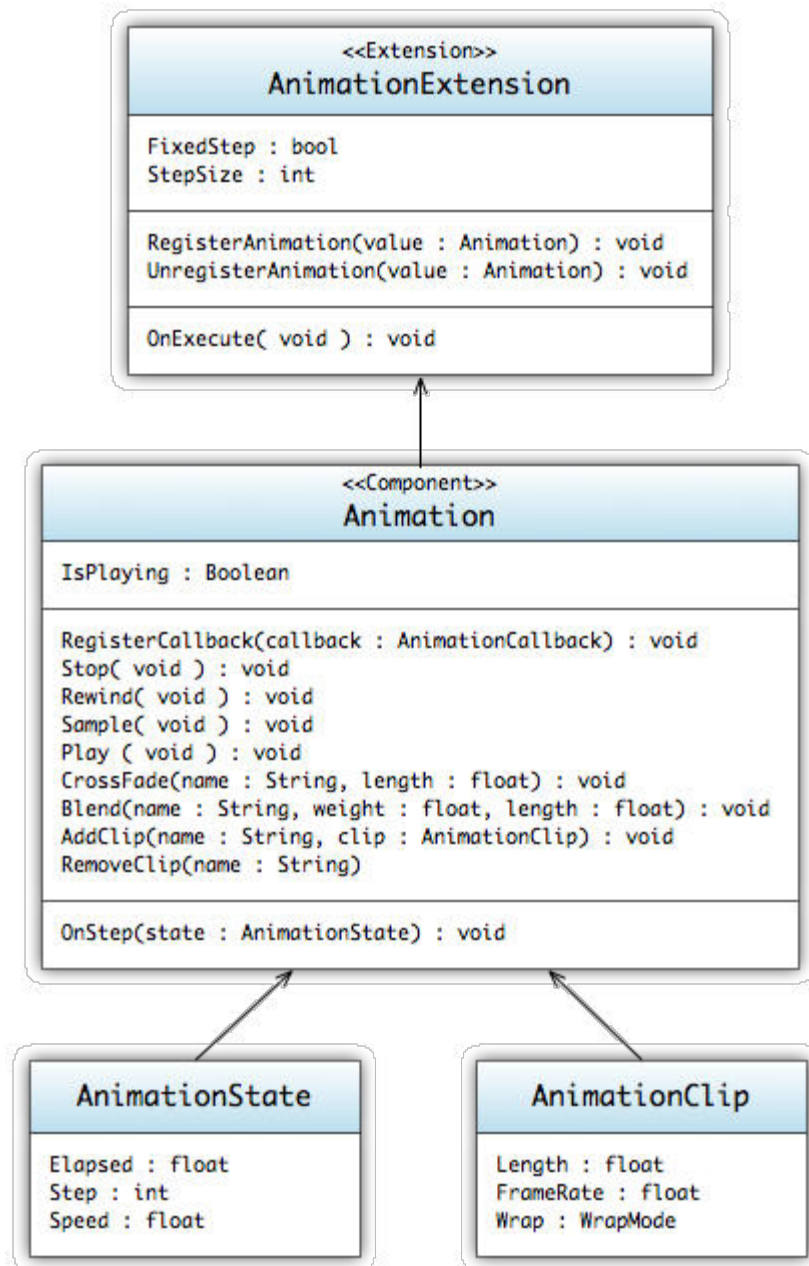 <<Extension>>
AnimationExtension
FixedStep : bool
StepSize : int
RegisterAnimation(value : Animation) : void
UnregisterAnimation(value : Animation) : void
OnExecute( void ) : void
<<Component>>
Animation
IsPlaying : Boolean
RegisterCallback(callback : AnimationCallback) : void
Stop( void ) : void
Rewind( void ) : void
Sample( void ) : void
Play ( void ) : void
CrossFade(name : String, length : float) : void
Blend(name : String, weight : float, length : float) : void
AddClip(name : String, clip : AnimationClip) : void
RemoveClip(name : String)
OnStep(state : AnimationState) : void
AnimationState
Elapsed : float
Step : int
Speed : float
AnimationClip
Length : float
FrameRate : float
Wrap : WrapMode